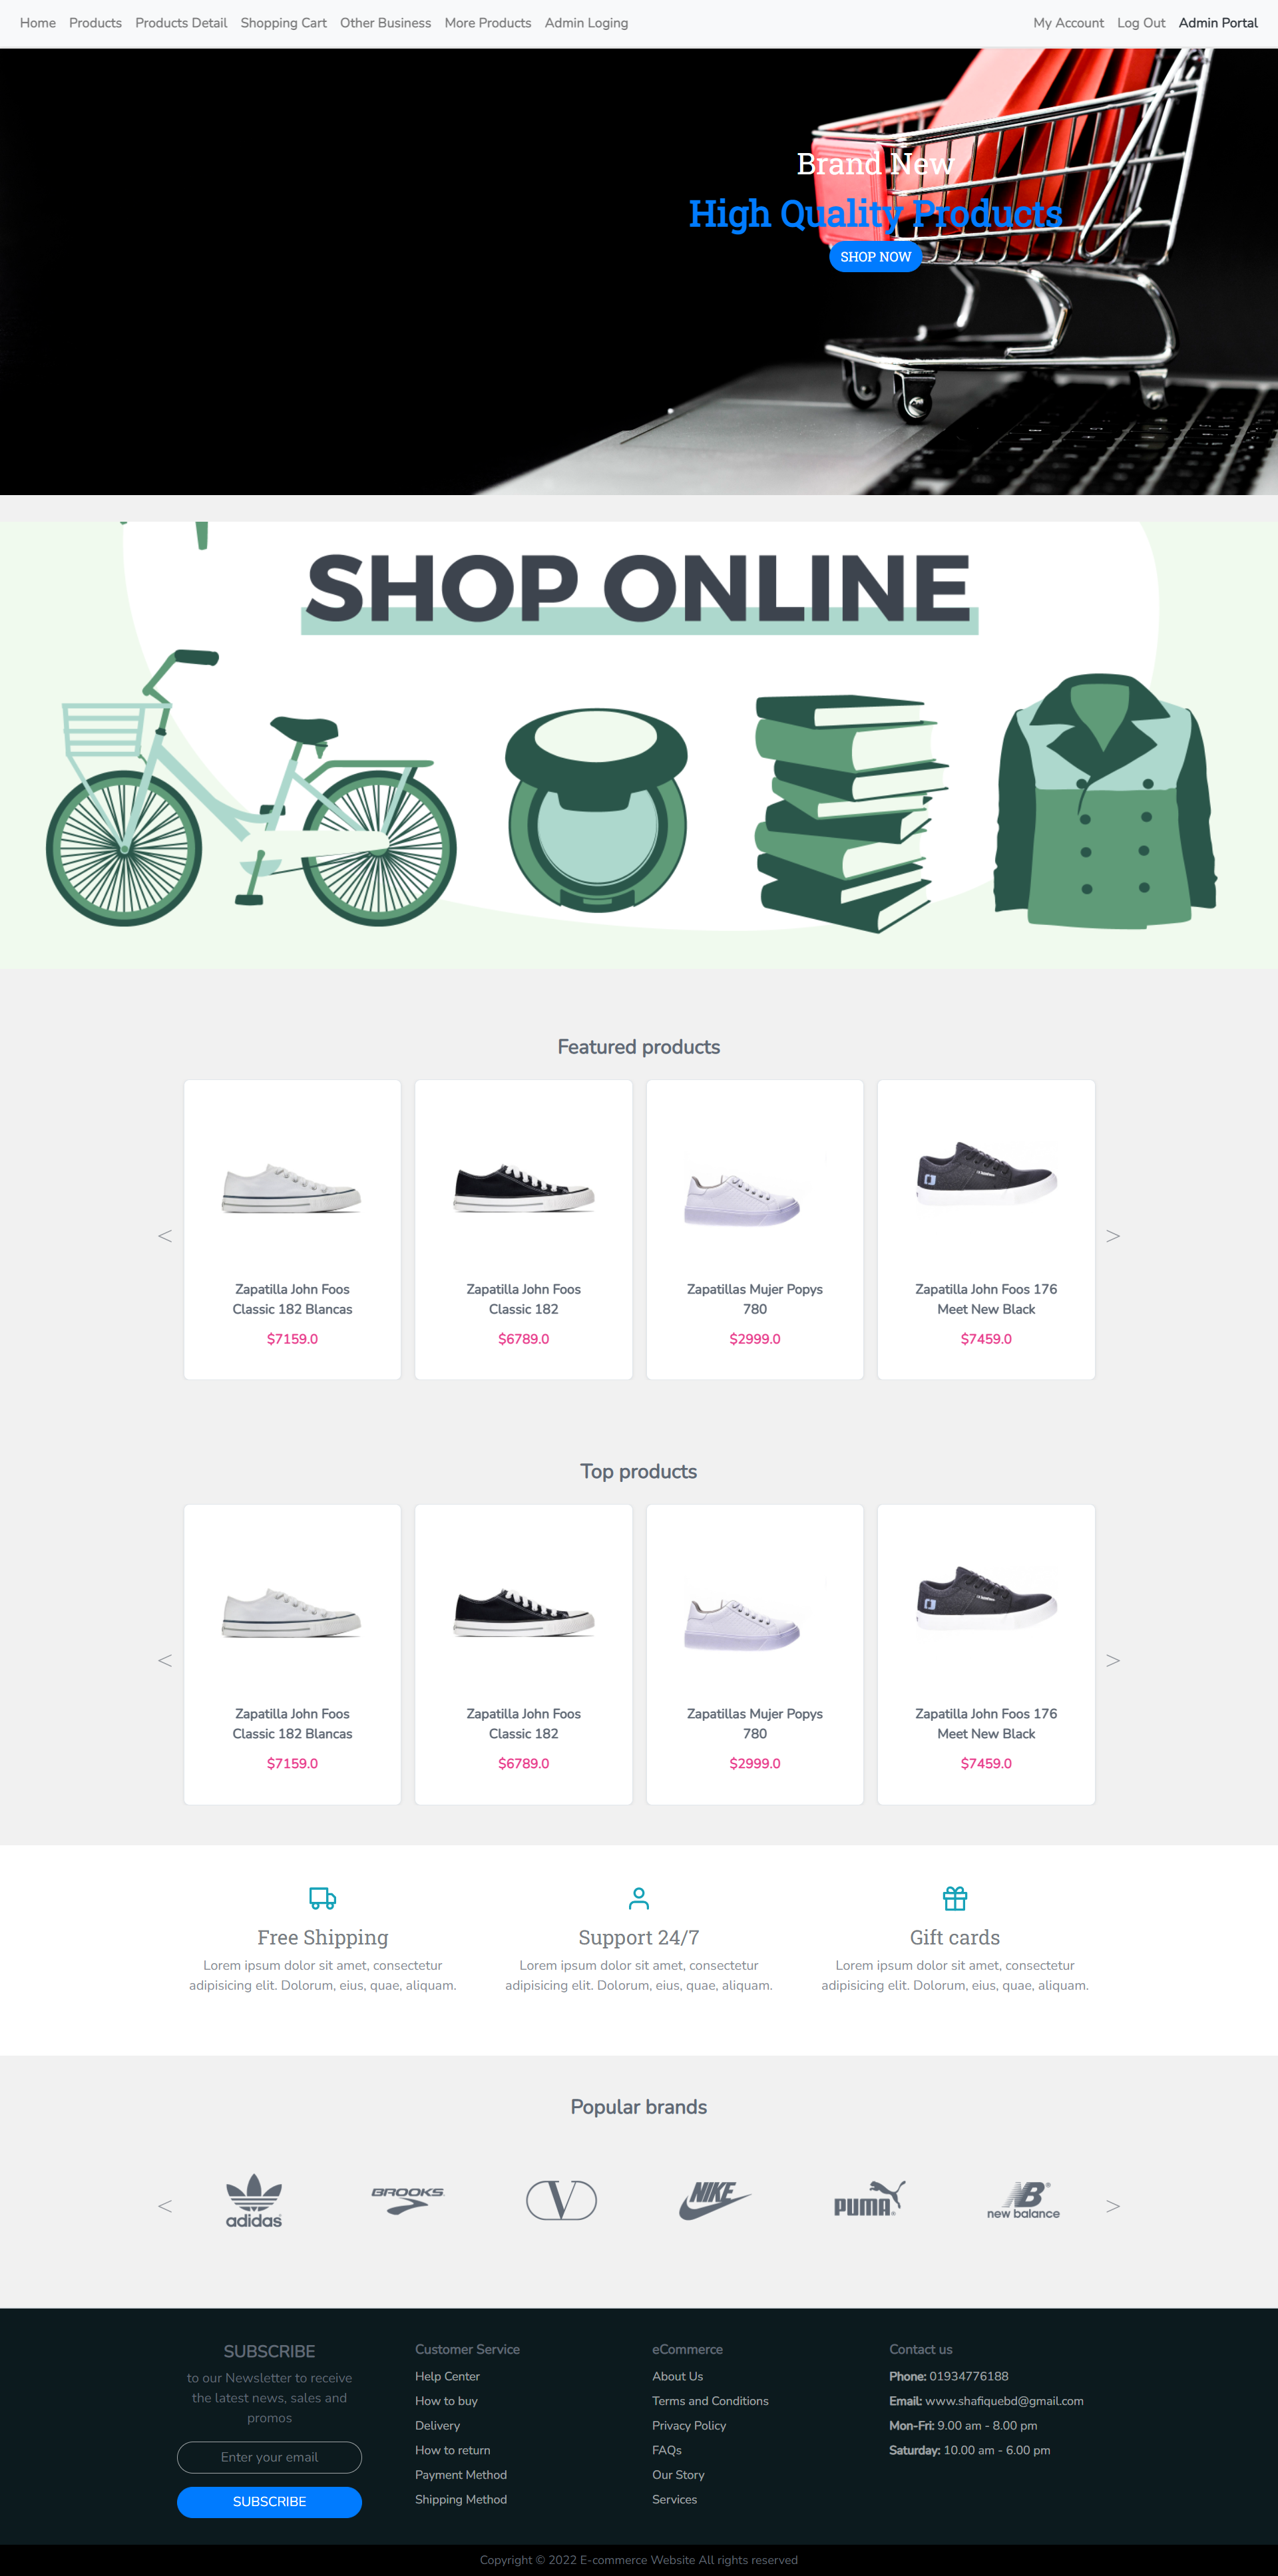 Home Products Products Detail Shopping Cart Other Business More Products Admin Loging My Account Log Out Admin Portal
Brand New
High Quality Products
SHOP NOW
SHOP ONLINE
Featured products
<
Zapatilla John Foos
Classic 182 Blancas
$7159.0
Zapatilla John Foos
Classic 182
$6789.0
Zapatillas Mujer Popys
780
$2999.0
Zapatilla John Foos 176
Meet New Black
$7459.0
>
Top products
<
Zapatilla John Foos
Classic 182 Blancas
$7159.0
Zapatilla John Foos
Classic 182
$6789.0
Zapatillas Mujer Popys
780
$2999.0
Zapatilla John Foos 176
Meet New Black
$7459.0
>
Free Shipping
Lorem ipsum dolor sit amet, consectetur
adipisicing elit. Dolorum, eius, quae, aliquam.
Support 24/7
Lorem ipsum dolor sit amet, consectetur
adipisicing elit. Dolorum, eius, quae, aliquam.
Gift cards
Lorem ipsum dolor sit amet, consectetur
adipisicing elit. Dolorum, eius, quae, aliquam.
Popular brands
<
adidas
BROOKS
V
NIKE
PUMA
NB
new balance
>
SUBSCRIBE
to our Newsletter to receive
the latest news, sales and
promos
Enter your email
SUBSCRIBE
Customer Service
Help Center
How to buy
Delivery
How to return
Payment Method
Shipping Method
eCommerce
About Us
Terms and Conditions
Privacy Policy
FAQs
Our Story
Services
Contact us
Phone: 01934776188
Email: www.shafiquebd@gmail.com
Mon-Fri: 9.00 am - 8.00 pm
Saturday: 10.00 am - 6.00 pm
Copyright © 2022 E-commerce Website All rights reserved